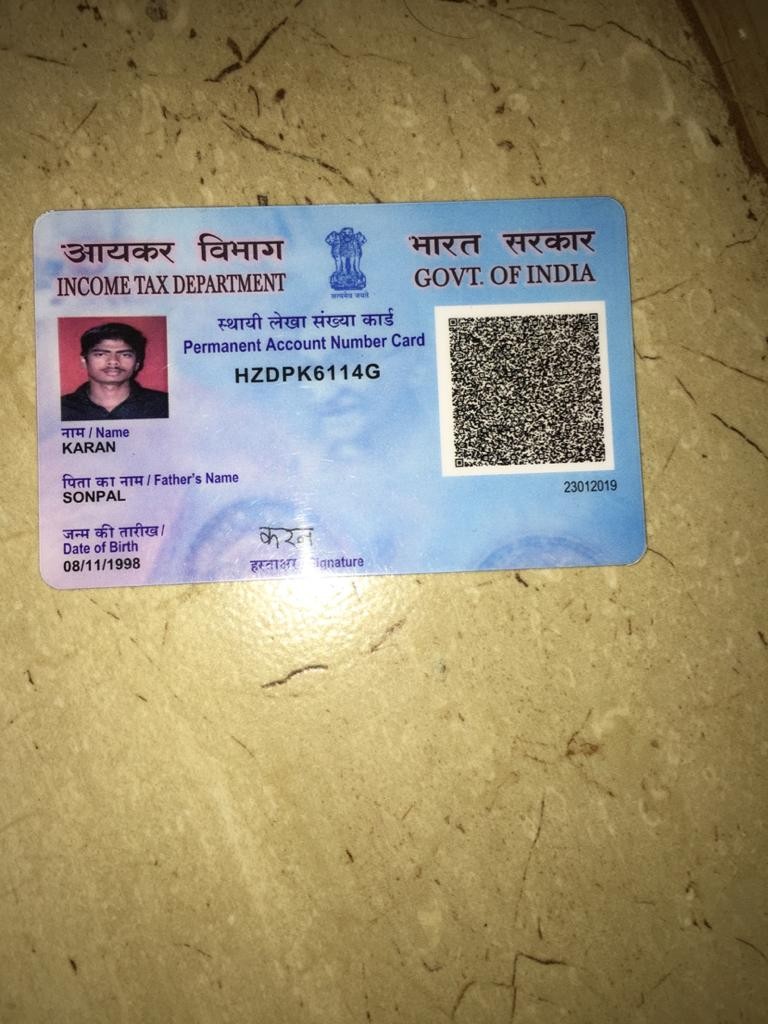 आयकर विभाग
INCOME TAX DEPARTMENT
सत्यमेव जयते
भारत सरकार
GOVT. OF INDIA
स्थायी लेखा संख्या कार्ड
Permanent Account Number Card
HZDPK6114G
नाम / Name
KARAN
पिता का नाम / Father's Name
SONPAL
23012019
जन्म की तारीख/
Date of Birth
08/11/1998
करन
हस्ताक्षर Signature